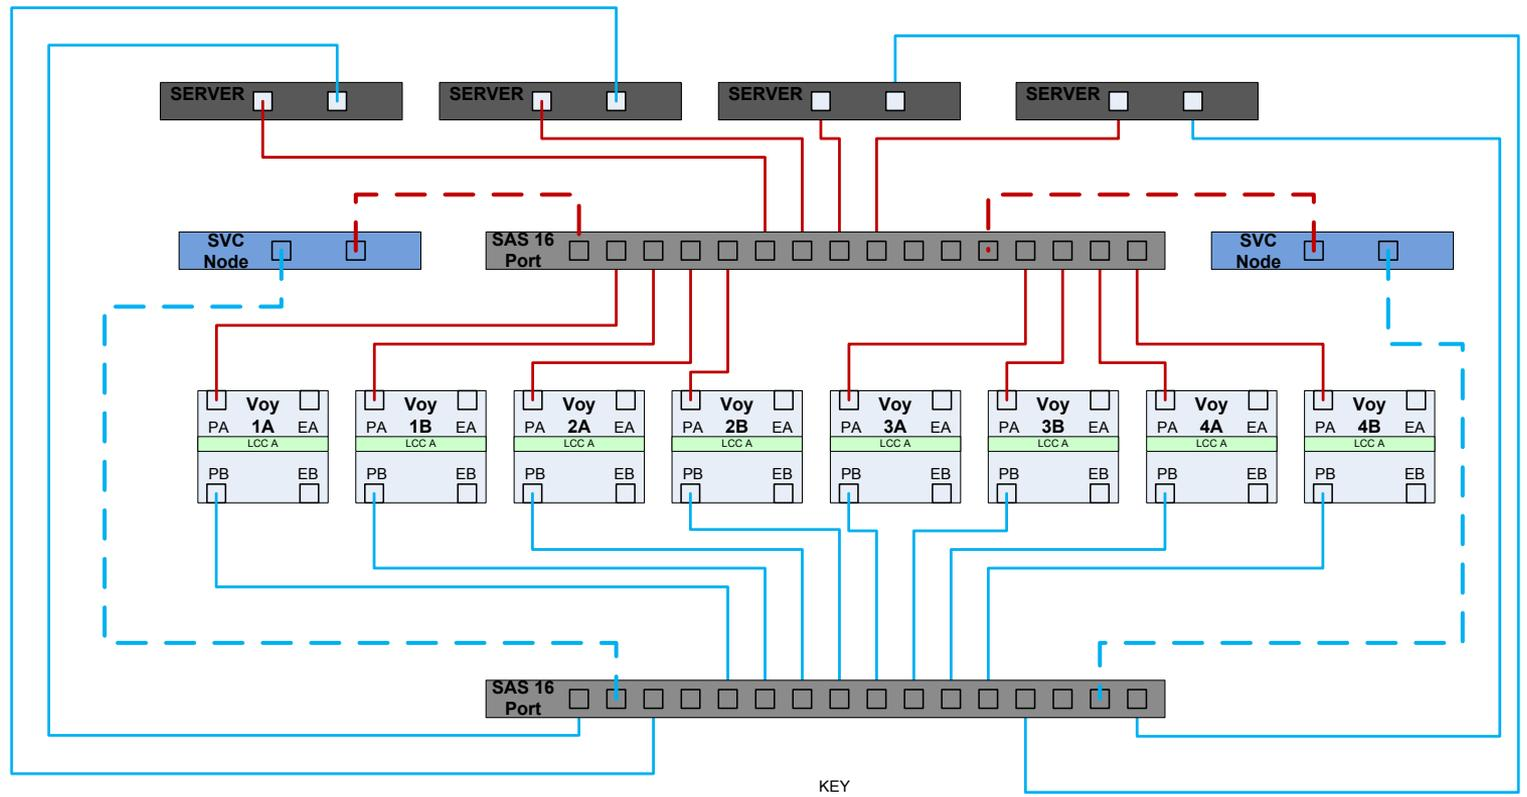 SERVER
SERVER
SERVER
SERVER
SVC
Node
SAS 16
Port
SVC
Node
Voy
1A
PA
EA
LCC A
PB
EB
Voy
1B
PA
EA
LCC A
PB
EB
Voy
2A
PA
EA
LCC A
PB
EB
Voy
2B
PA
EA
LCC A
PB
EB
Voy
3A
PA
EA
LCC A
PB
EB
Voy
3B
PA
EA
LCC A
PB
EB
Voy
4A
PA
EA
LCC A
PB
EB
Voy
4B
PA
EA
LCC A
PB
EB
SAS 16
Port
KEY